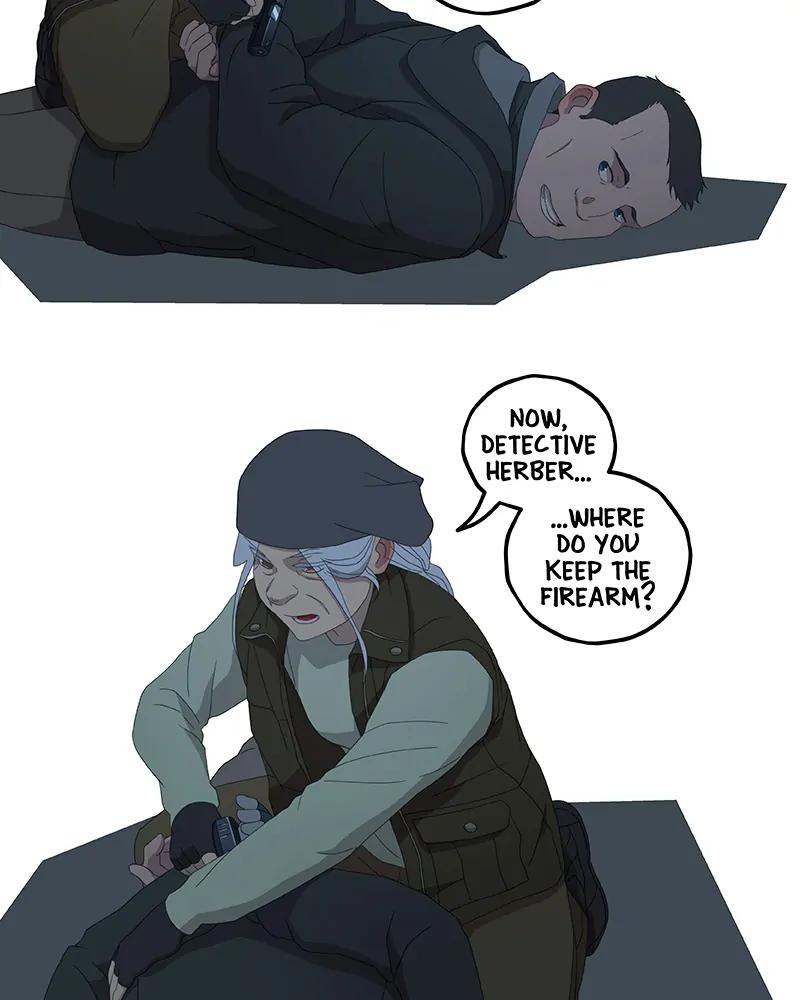 NOW,
DETECTIVE
HERBER...
...WHERE
DO YOU
KEEP THE
FIREARM?